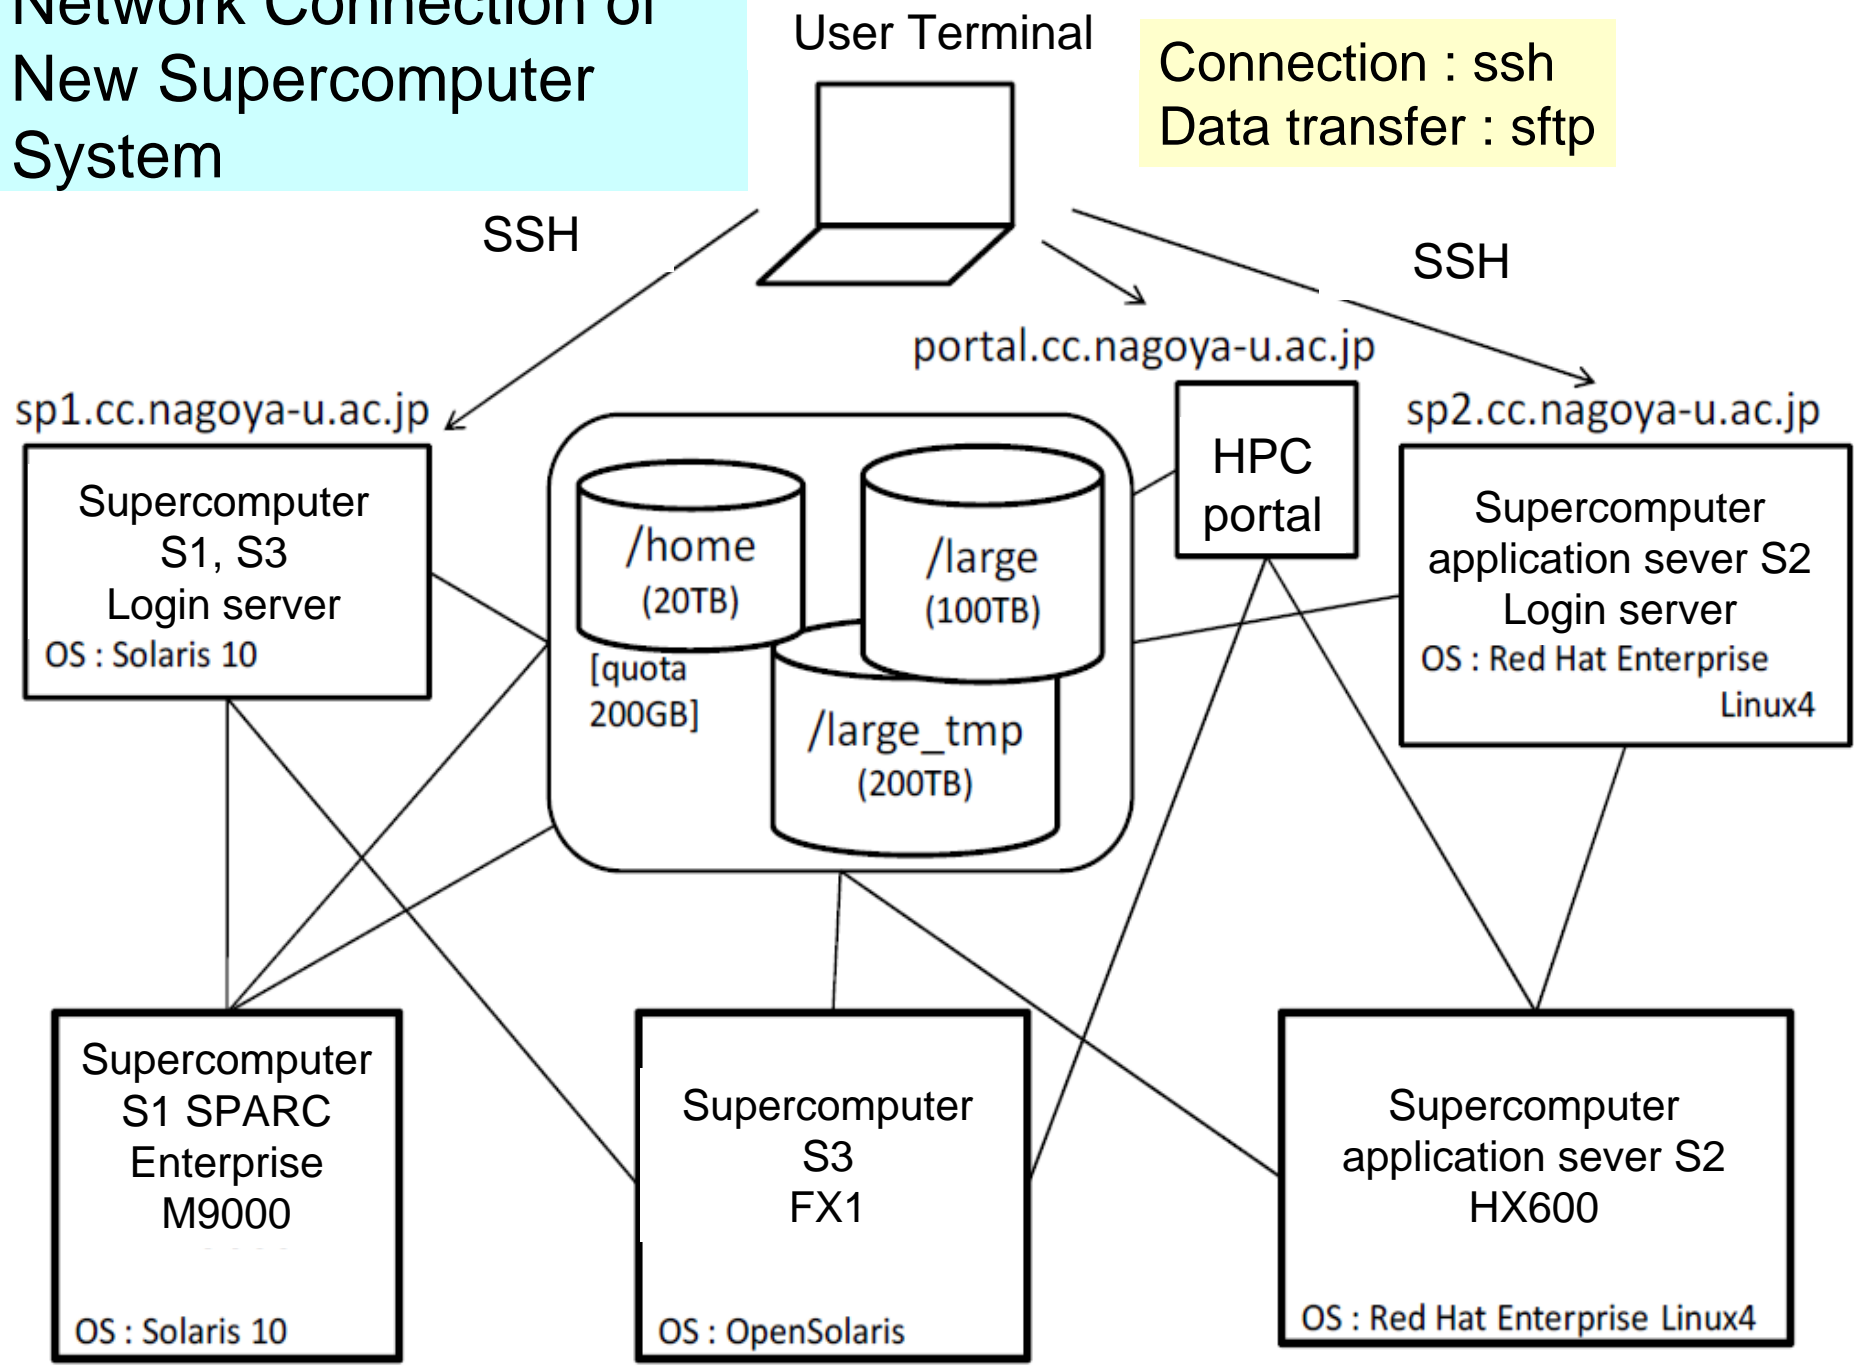 Network Connection of
New Supercomputer
System
User Terminal
Connection : ssh
Data transfer : sftp
SSH
SSH
portal.cc.nagoya-u.ac.jp
sp1.cc.nagoya-u.ac.jp
sp2.cc.nagoya-u.ac.jp
Supercomputer
S1, S3
Login server
OS : Solaris 10
/home
(20TB)
[quota
200GB]
/large
(100TB)
/large_tmp
(200TB)
HPC
portal
Supercomputer
application sever S2
Login server
OS : Red Hat Enterprise
Linux4
Supercomputer
S1 SPARC
Enterprise
M9000
OS : Solaris 10
Supercomputer
S3
FX1
OS : OpenSolaris
Supercomputer
application sever S2
HX600
OS : Red Hat Enterprise Linux4